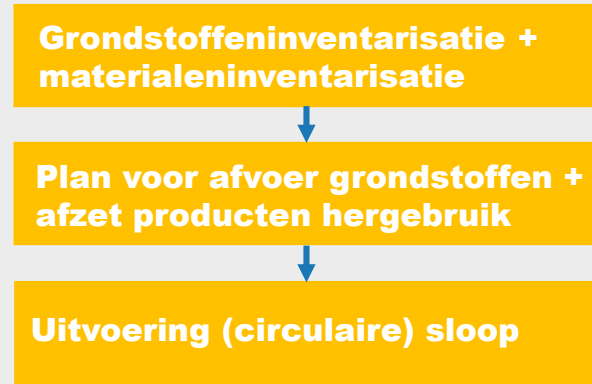 Grondstoffeninventarisatie +
materialeninventarisatie
Plan voor afvoer grondstoffen +
afzet producten hergebruik
Uitvoering (circulaire) sloop